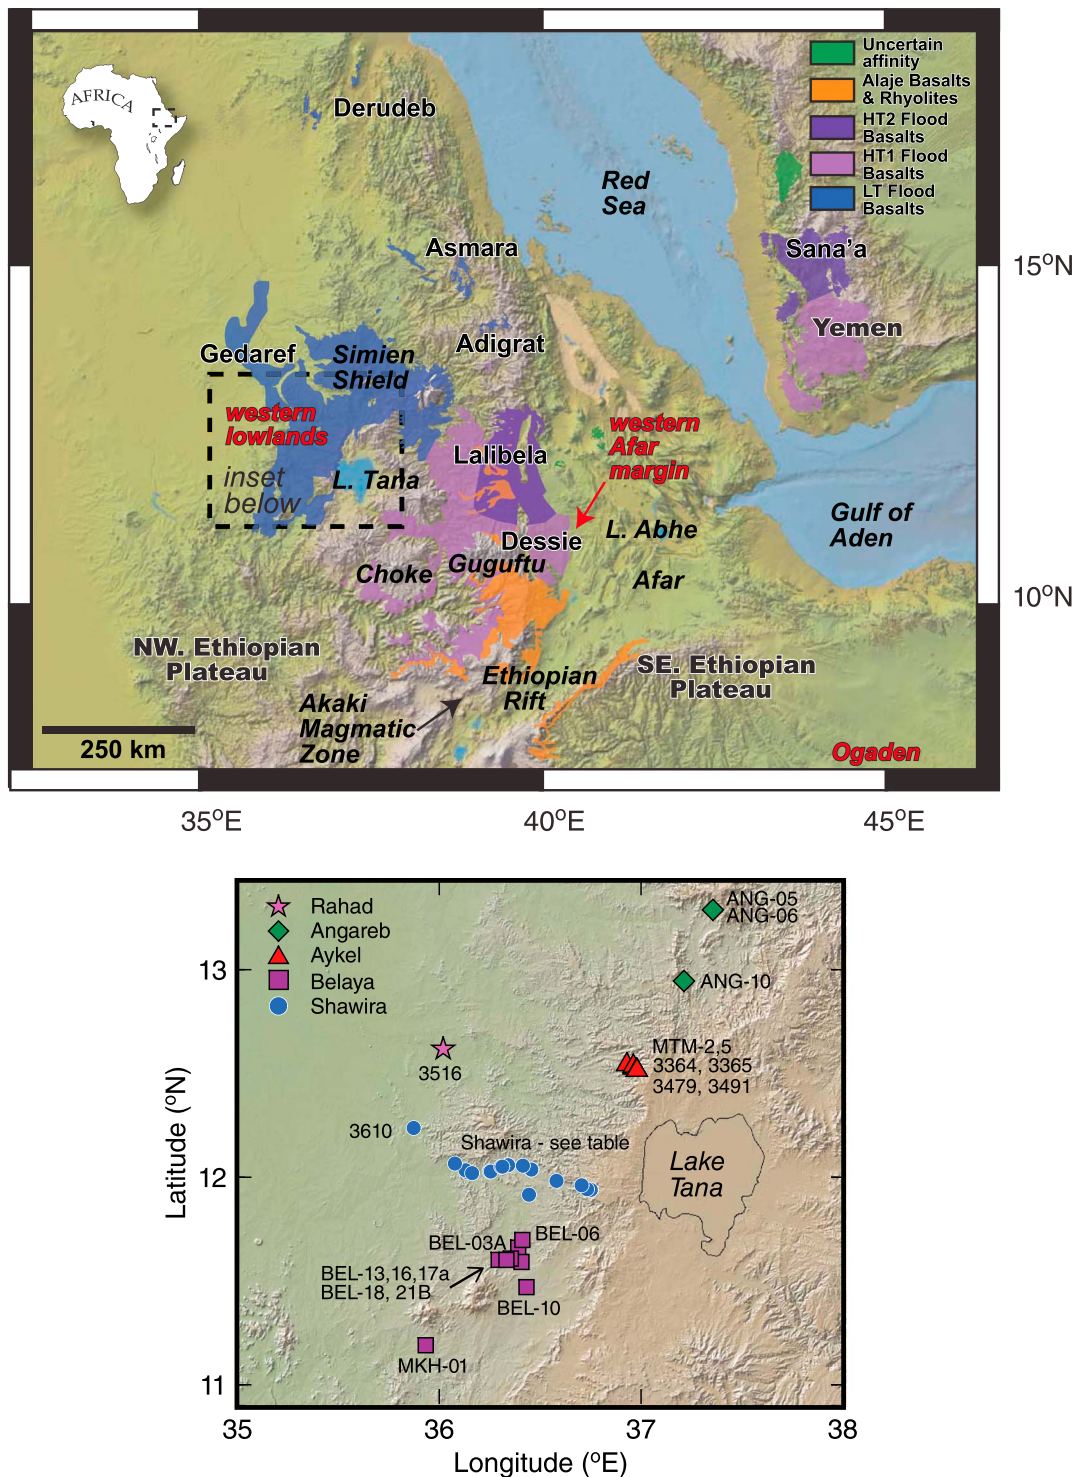 AFRICA
Derudeb
Red
Sea
Uncertain
affinity
Alaje Basalts
& Rhyolites
HT2 Flood
Basalts
HT1 Flood
Basalts
LT Flood
Basalts
Asmara
Sana'a
15°N
Yemen
Gedaref
Simien
Shield
Adigrat
western
lowlands
inset
below
L. Tana
Lalibela
western
Afar
margin
Gulf of
Aden
Dessie
L. Abhe
Guguftu
Choke
Afar
10°N
NW. Ethiopian
Plateau
Ethiopian
Rift
SE. Ethiopian
Plateau
Akaki
Magmatic
Zone
250 km
Ogaden
35°E
40°E
45°E
Rahad
Angareb
Aykel
Belaya
Shawira
ANG-05
ANG-06
13
ANG-10
MTM-2,5
3364, 3365
3479, 3491
3516
3610
Shawira - see table
Lake
Tana
12
Latitude (°N)
BEL-03A
BEL-06
BEL-13,16,17a
BEL-18, 21B
BEL-10
MKH-01
11
35
36
37
38
Longitude (°E)